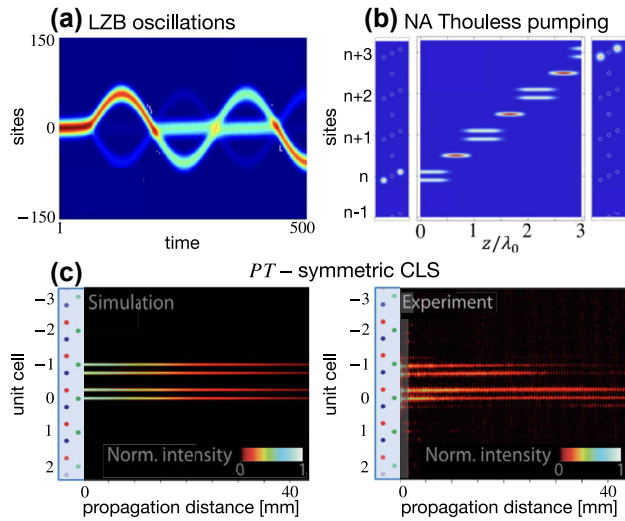 (a) LZB oscillations
150
0
−150
sites
1
500
time
(b) NA Thouless pumping
n+3
n+2
n+1
n
n-1
sites
0
1
2
3
z/λ₀
(c) PT − symmetric CLS
Simulation
−3
−2
−1
0
1
2
unit cell
Norm. intensity
0
1
0
40
propagation distance [mm]
Experiment
−3
−2
−1
0
1
2
unit cell
Norm. intensity
0
1
0
40
propagation distance [mm]